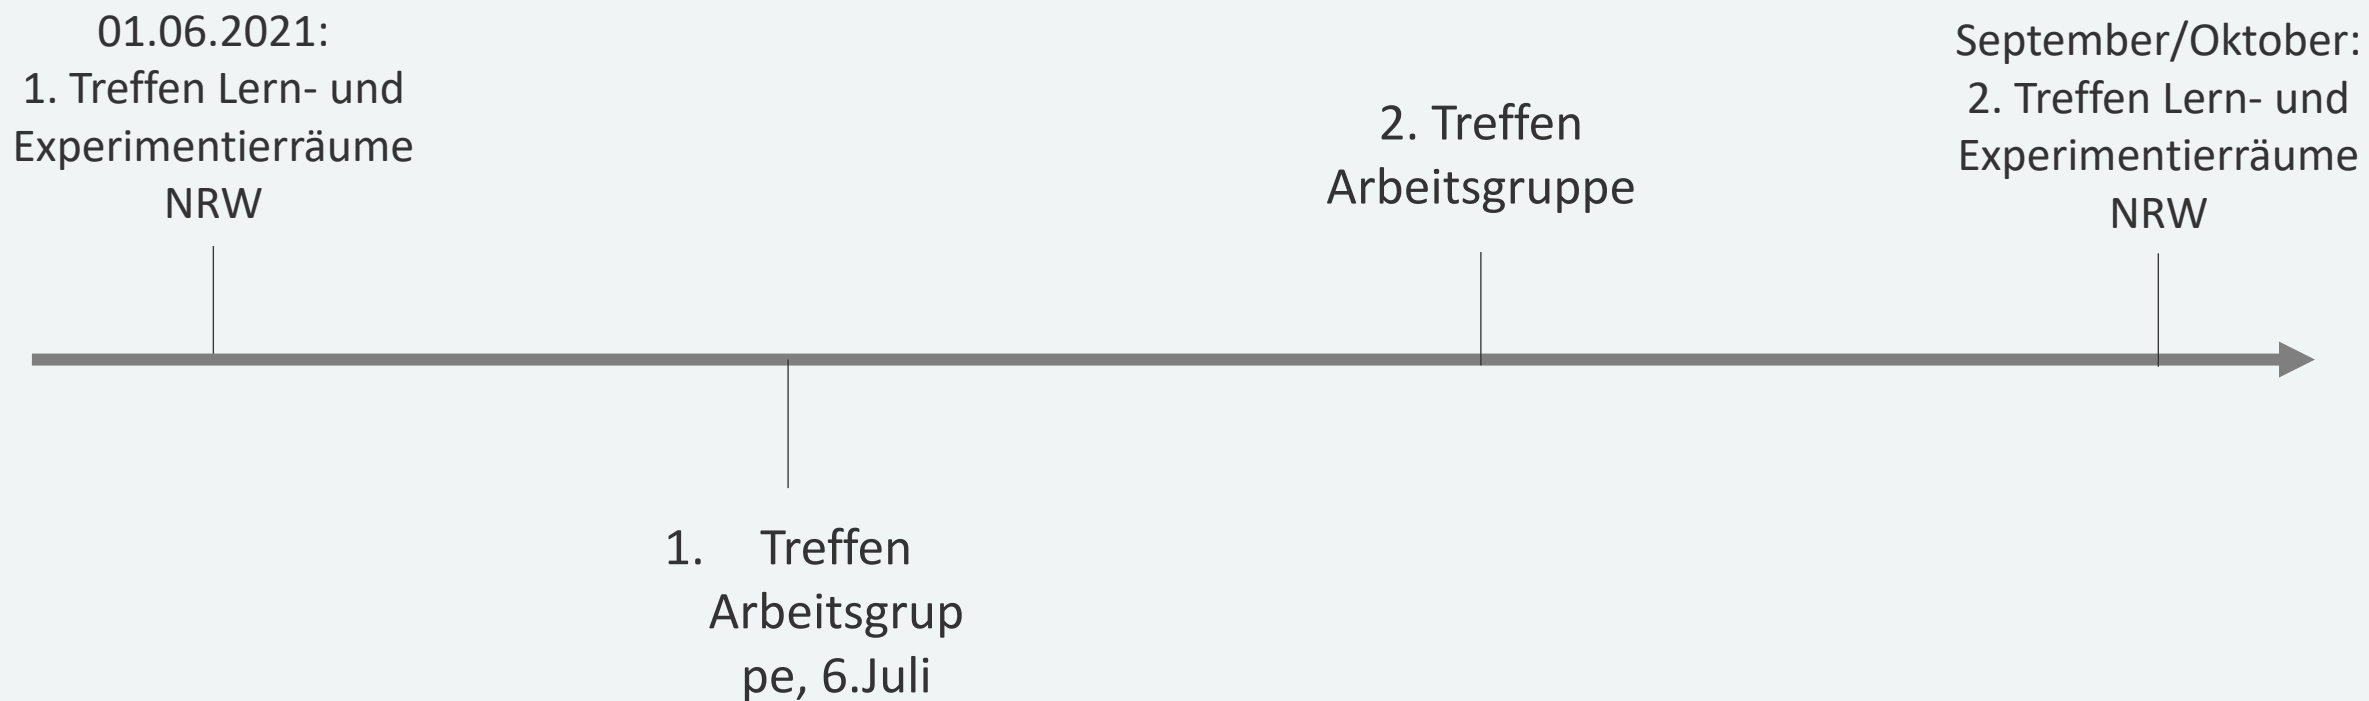 01.06.2021:
1. Treffen Lern- und
Experimentierräume
NRW
1. Treffen
Arbeitsgrup
pe, 6.Juli
2. Treffen
Arbeitsgruppe
September/Oktober:
2. Treffen Lern- und
Experimentierräume
NRW